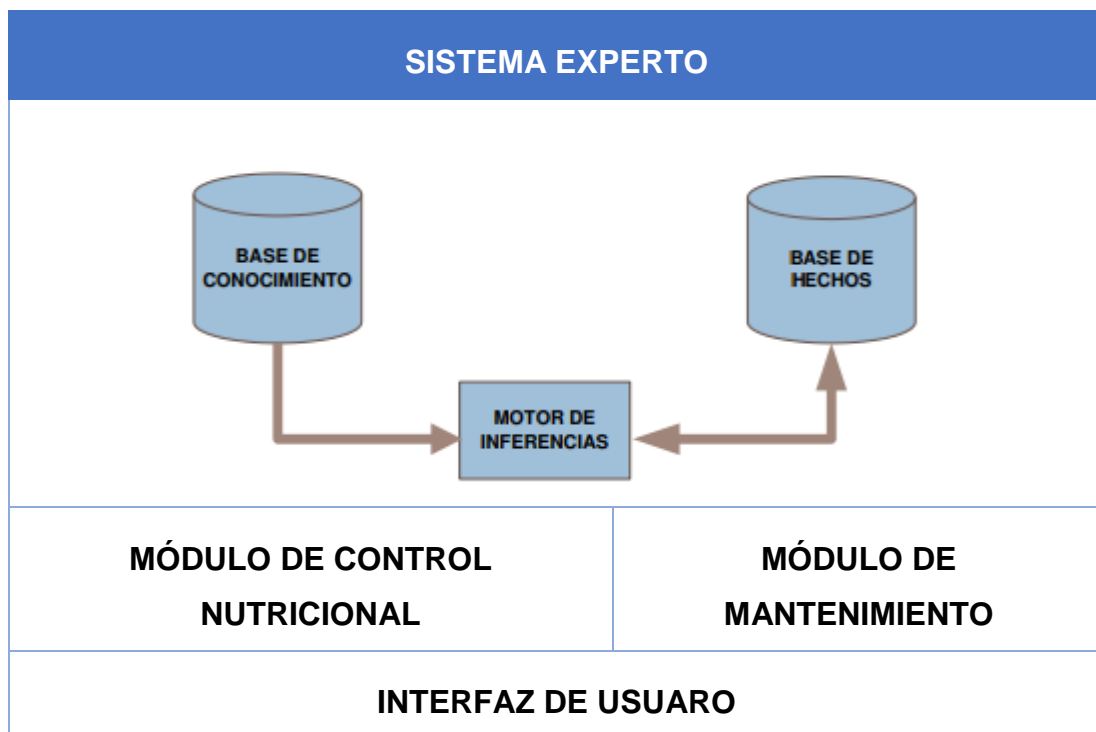 SISTEMA EXPERTO
BASE DE
CONOCIMIENTO
BASE DE
HECHOS
MOTOR DE
INFERENCIAS
MÓDULO DE CONTROL
NUTRICIONAL
MÓDULO DE
MANTENIMIENTO
INTERFAZ DE USUARO